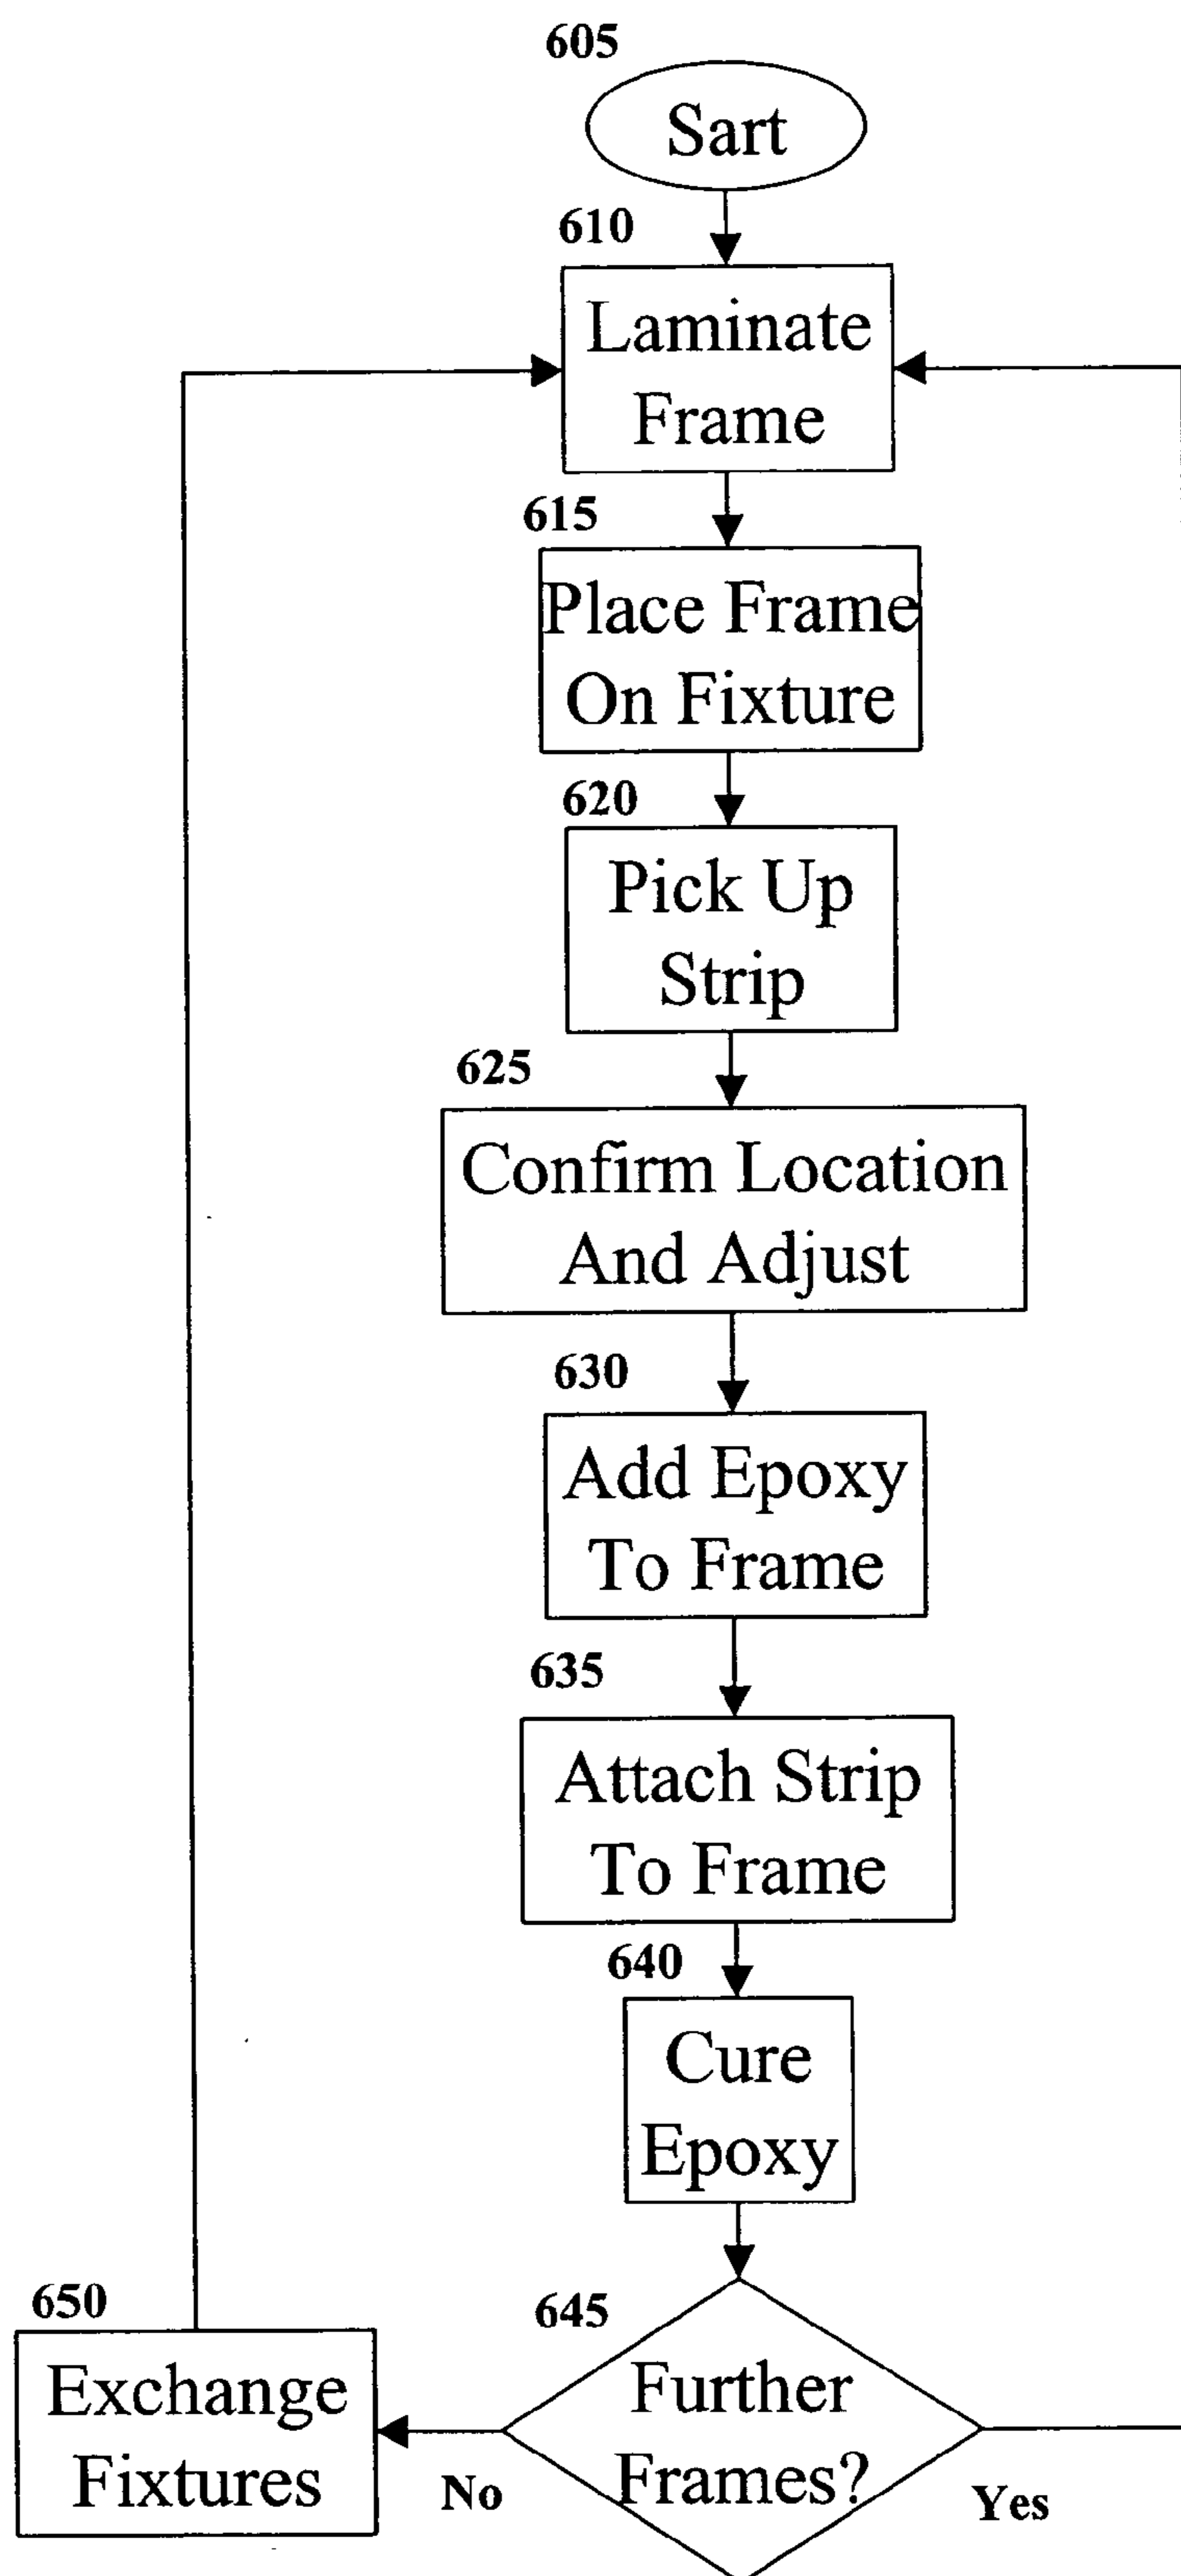 605
Sart
610
Laminate
Frame
615
Place Frame
On Fixture
620
Pick Up
Strip
625
Confirm Location
And Adjust
630
Add Epoxy
To Frame
635
Attach Strip
To Frame
640
Cure
Epoxy
645
Further
Frames?
Yes
No
650
Exchange
Fixtures